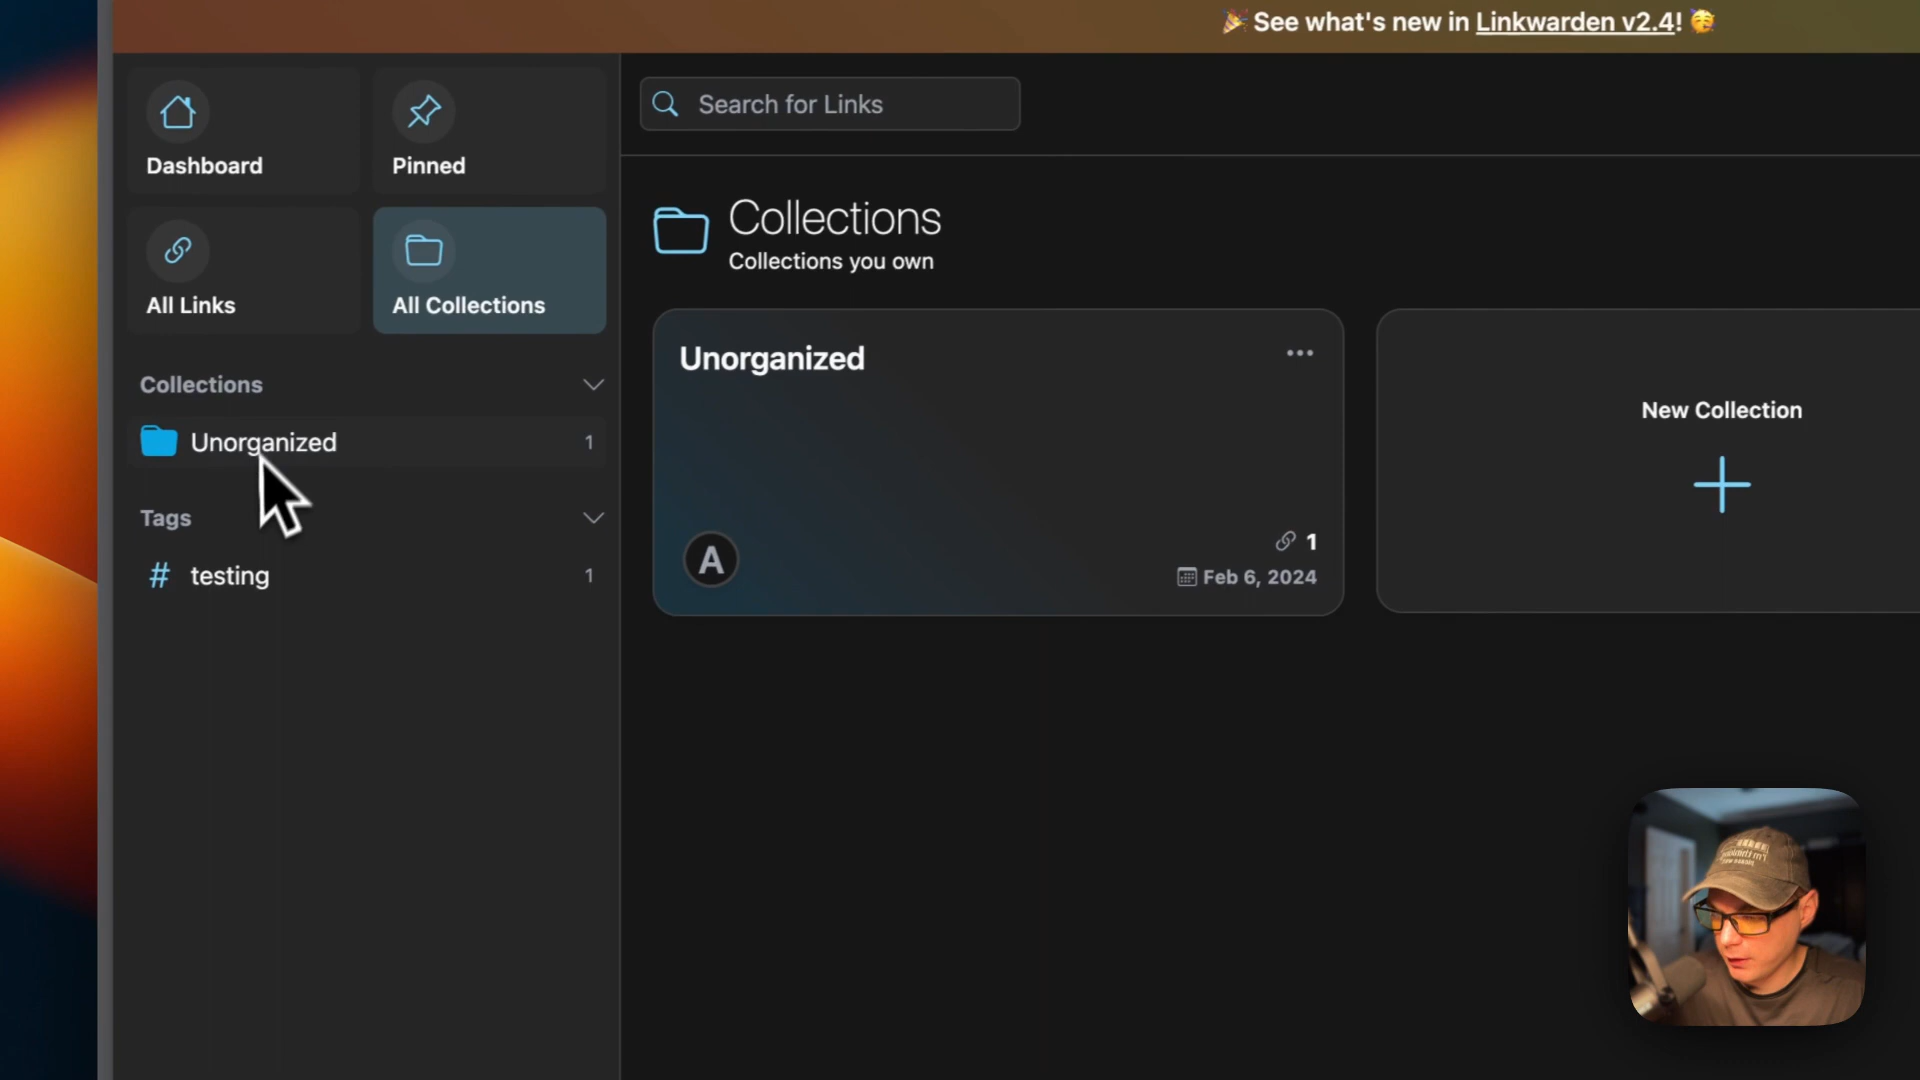 🎉 See what's new in Linkwarden v2.4! 🥳
Dashboard
Pinned
All Links
All Collections
Collections
Unorganized 1
Tags
# testing 1
Search for Links
Collections
Collections you own
Unorganized
A
1
Feb 6, 2024
New Collection